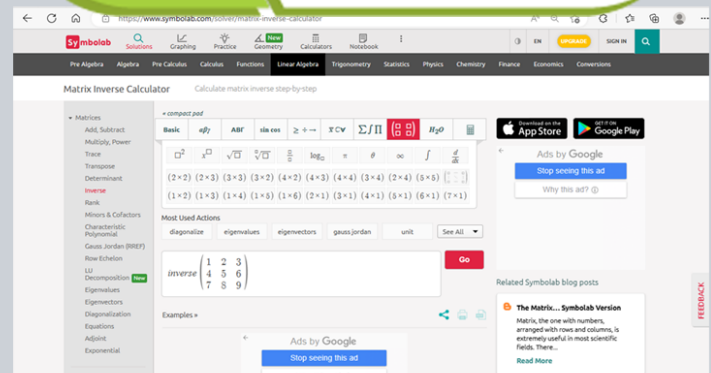 https://www.symbolab.com/solver/matrix-inverse-calculator
Symbolab
Solutions
Graphing
Practice
New
Geometry
Calculators
Notebook
EN
UPGRADE
SIGN IN
Pre Algebra Algebra Pre Calculus Calculus Functions Linear Algebra Trigonometry Statistics Physics Chemistry Finance Economics Conversions
Matrix Inverse Calculator
Calculate matrix inverse step-by-step
Matrices
Add, Subtract
Multiply, Power
Trace
Transpose
Determinant
Inverse
Rank
Minors & Cofactors
Characteristic
Polynomial
Gauss Jordan (RREF)
Row Echelon
LU
Decomposition New
Eigenvalues
Eigenvectors
Diagonalization
Equations
Adjoint
Exponential
« compact pad
Basic αβγ ΑΒΓ sin cos ≥ ÷ → x̄ ℂ ∀ Σ ∫ Π H₂O
□² x^□ √□ ⁿ√□ □/□ log□ π θ ∞ ∫ d/dx
(2×2) (2×3) (3×3) (3×2) (4×2) (4×3) (4×4) (3×4) (2×4) (5×5)
(1×2) (1×3) (1×4) (1×5) (1×6) (2×1) (3×1) (4×1) (5×1) (6×1) (7×1)
Most Used Actions
diagonalize eigenvalues eigenvectors gauss jordan unit See All
inverse
1 2 3
4 5 6
7 8 9
Go
Examples »
Ads by Google
Stop seeing this ad
Download on the
App Store
GET IT ON
Google Play
Ads by Google
Stop seeing this ad
Why this ad?
Related Symbolab blog posts
The Matrix... Symbolab Version
Matrix, the one with numbers,
arranged with rows and columns, is
extremely useful in most scientific
fields. There...
Read More
FEEDBACK